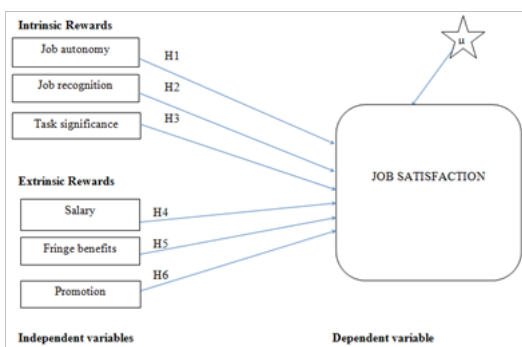 Intrinsic Rewards
Job autonomy
H1
Job recognition
H2
Task significance
H3
µ
JOB SATISFACTION
Extrinsic Rewards
Salary
H4
Fringe benefits
H5
H6
Promotion
Independent variables
Dependent variable